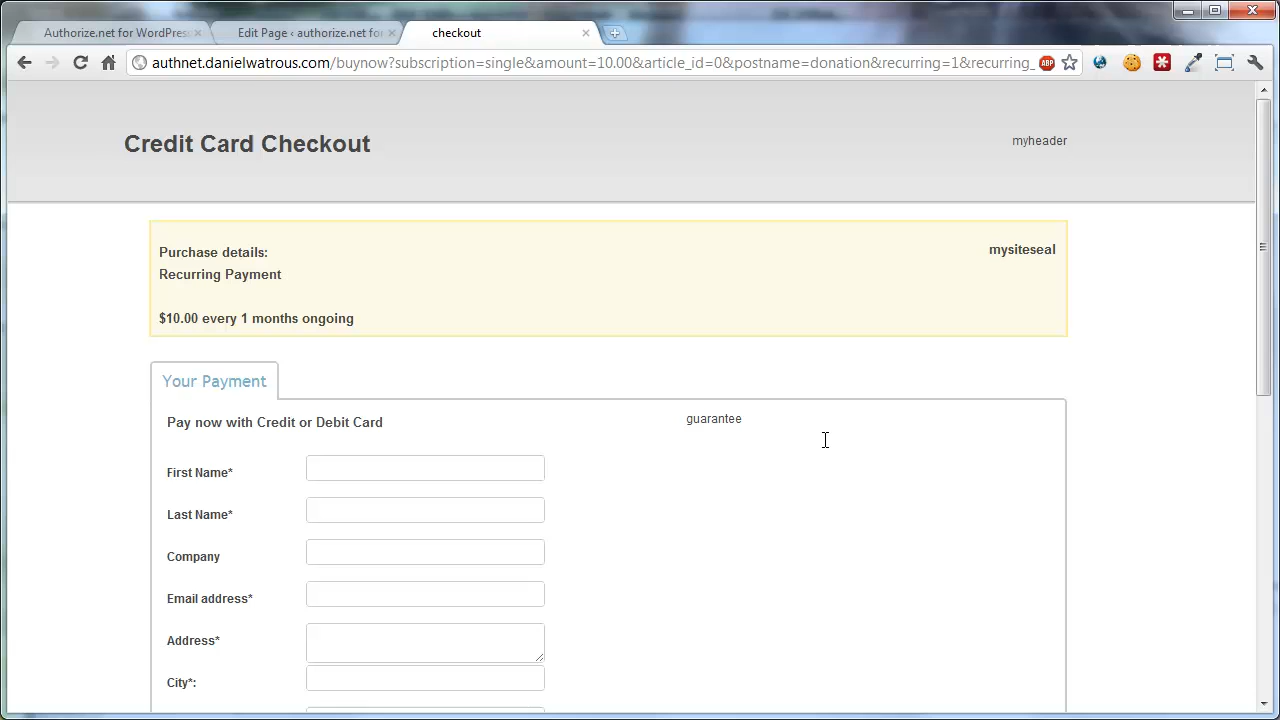 Authorize.net for WordPress
Edit Page ‹ authorize.net for
checkout
authnet.danielwatrous.com/buynow?subscription=single&amount=10.00&article_id=0&postname=donation&recurring=1&recurring_
ABP
Credit Card Checkout
myheader
Purchase details:
mysiteseal
Recurring Payment
$10.00 every 1 months ongoing
Your Payment
Pay now with Credit or Debit Card
guarantee
First Name*
Last Name*
Company
Email address*
Address*
City*: